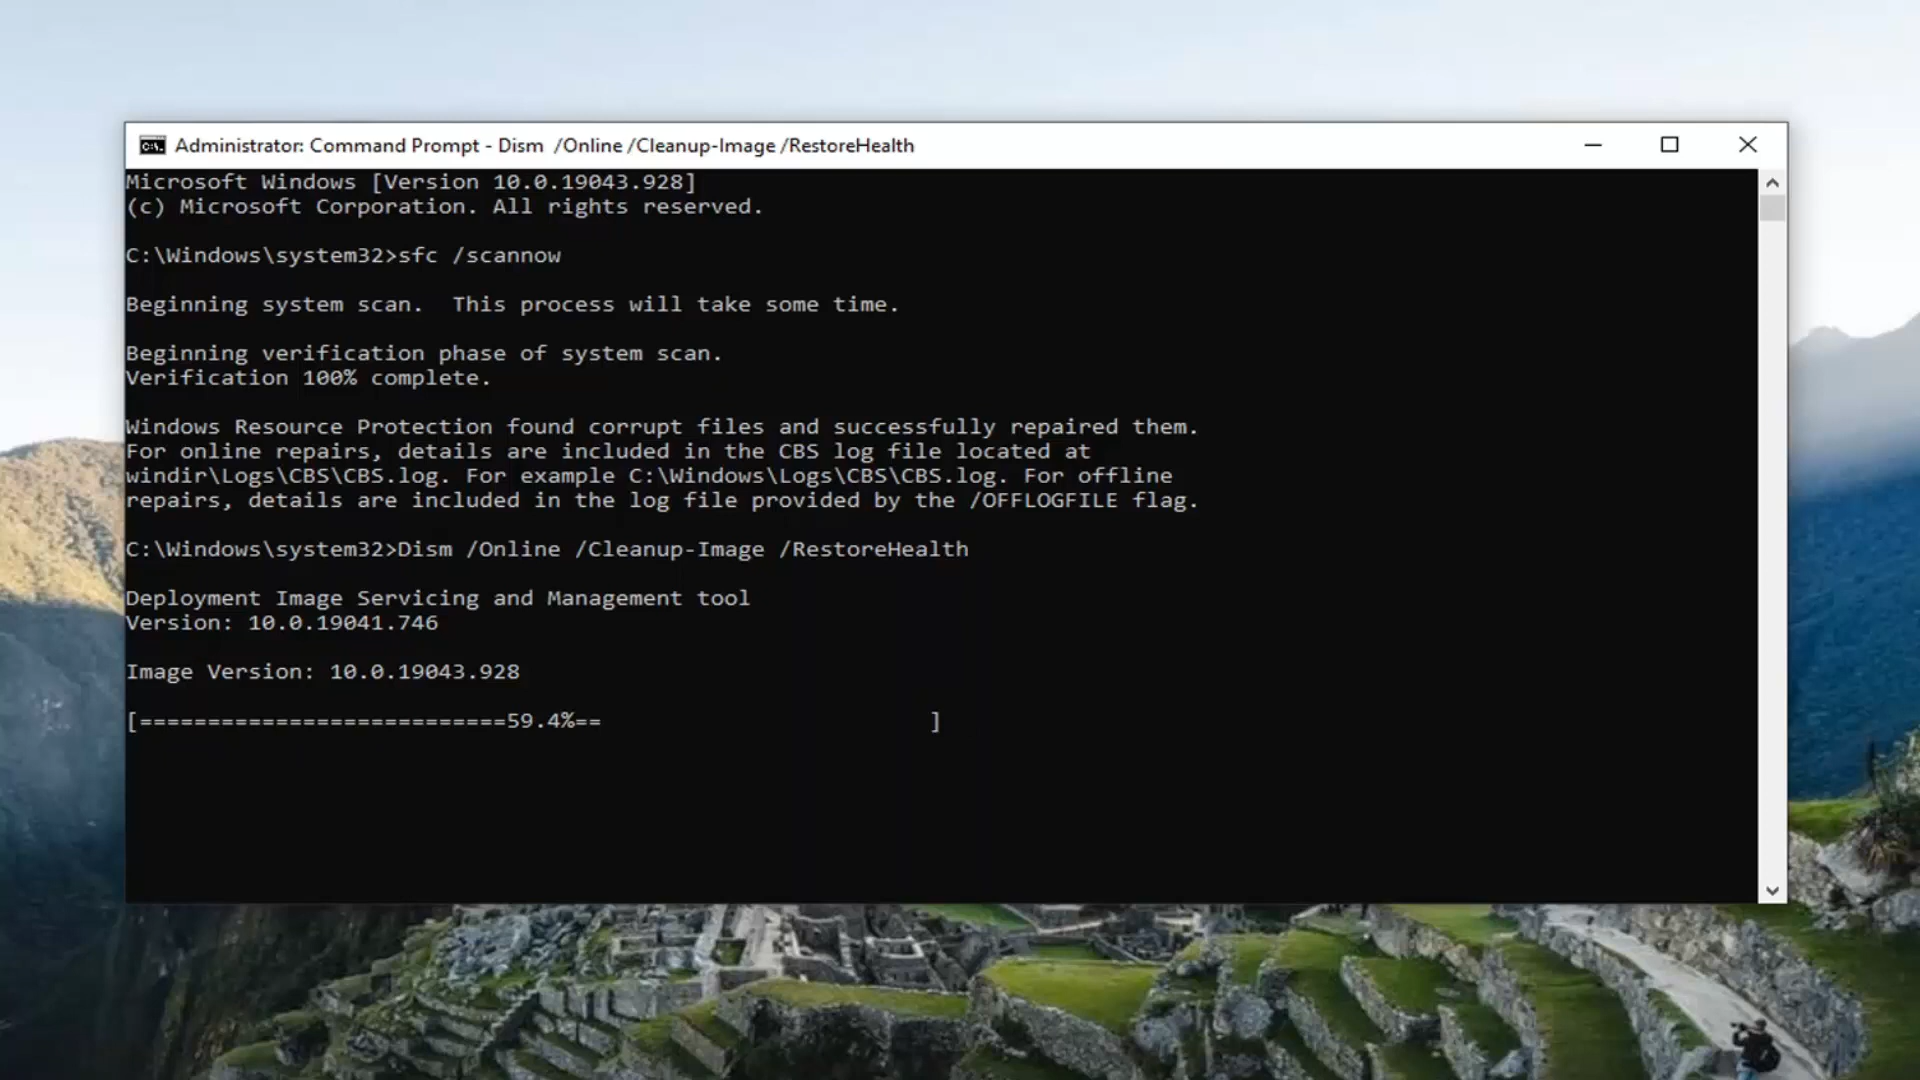 Administrator: Command Prompt - Dism  /Online /Cleanup-Image /RestoreHealth
Microsoft Windows [Version 10.0.19043.928]
(c) Microsoft Corporation. All rights reserved.
C:\Windows\system32>sfc /scannow
Beginning system scan.  This process will take some time.
Beginning verification phase of system scan.
Verification 100% complete.
Windows Resource Protection found corrupt files and successfully repaired them.
For online repairs, details are included in the CBS log file located at
windir\Logs\CBS\CBS.log. For example C:\Windows\Logs\CBS\CBS.log. For offline
repairs, details are included in the log file provided by the /OFFLOGFILE flag.
C:\Windows\system32>Dism /Online /Cleanup-Image /RestoreHealth
Deployment Image Servicing and Management tool
Version: 10.0.19041.746
Image Version: 10.0.19043.928
[===========================59.4%==                        ]